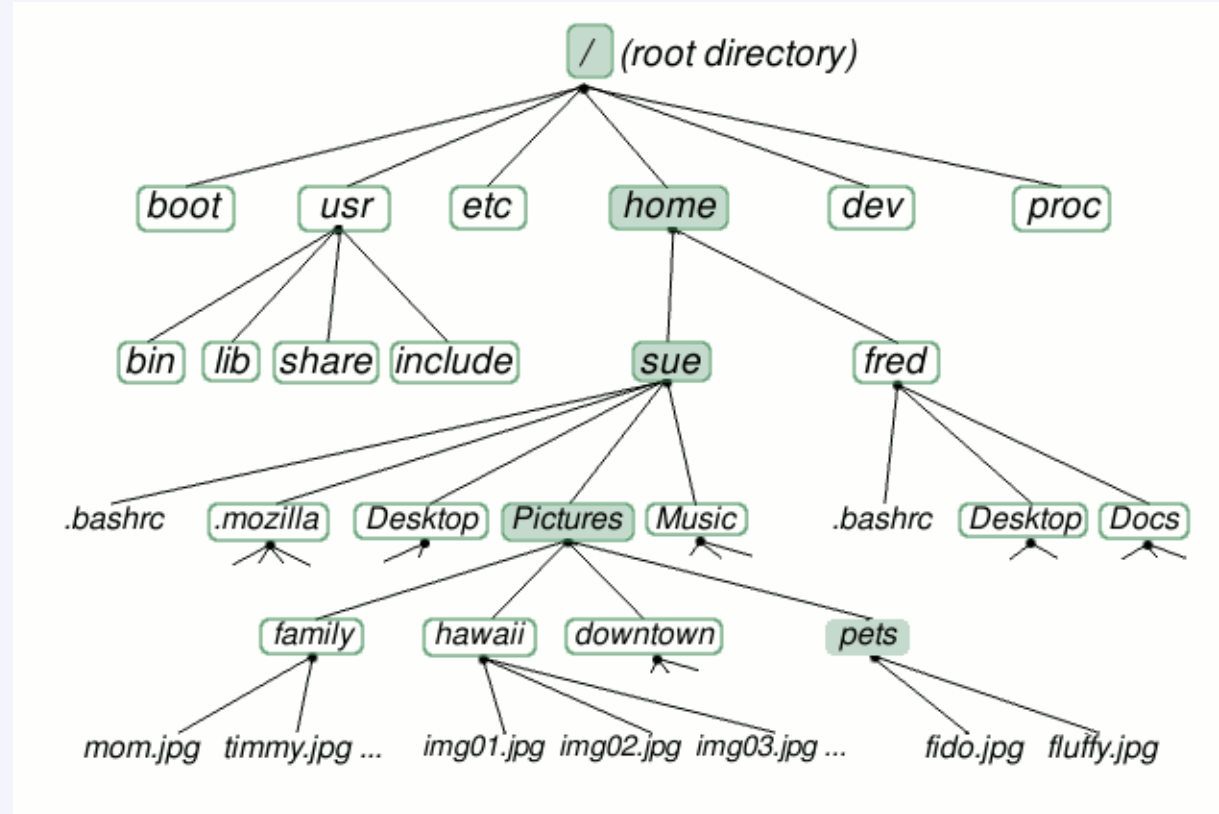 / (root directory)
boot usr etc home dev proc
bin lib share include sue fred
.bashrc .mozilla Desktop Pictures Music .bashrc Desktop Docs
family hawaii downtown pets
mom.jpg timmy.jpg ... img01.jpg img02.jpg img03.jpg ... fido.jpg fluffy.jpg